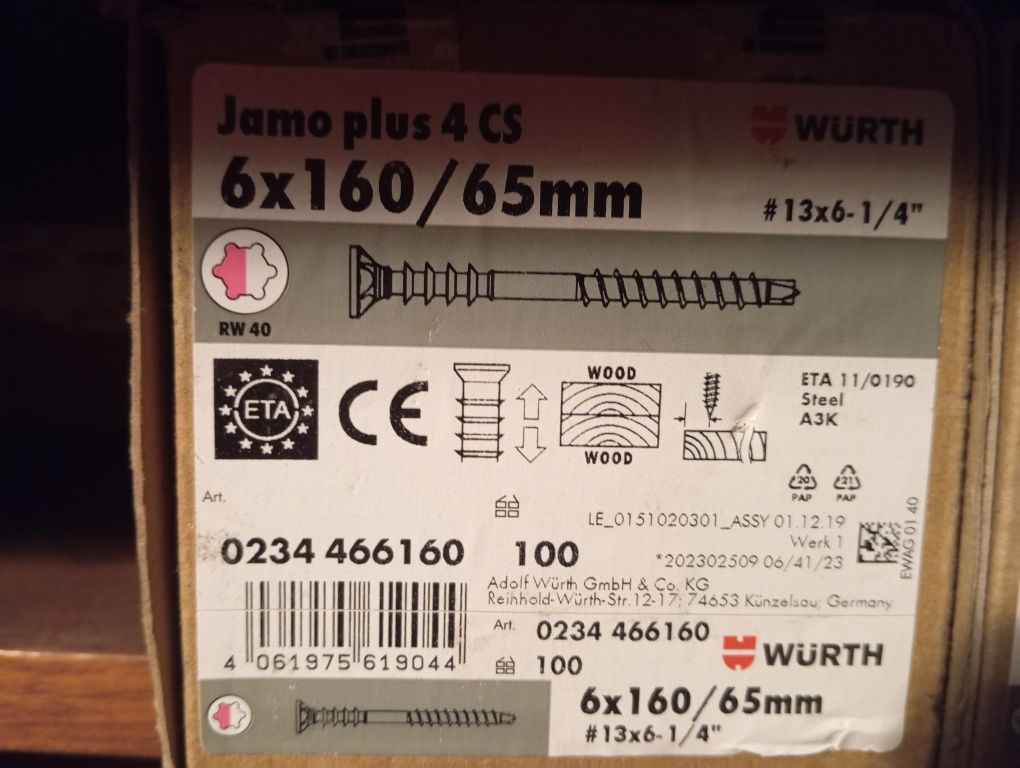 Jamo plus 4 CS
WÜRTH
6x160/65mm
#13x6-1/4"
RW 40
ETA
CE
WOOD
WOOD
ETA 11/0190
Steel
A3K
20
PAP
21
PAP
Art.
LE_0151020301_ASSY 01.12.19
Werk 1
0234 466160
100
*202302509 06/41/23
EWAG 01 40
Adolf Würth GmbH & Co. KG
Reinhold-Würth-Str. 12-17; 74653 Künzelsau; Germany
4 061975 619044
Art. 0234 466160
100
WÜRTH
6x160/65mm
#13x6-1/4"